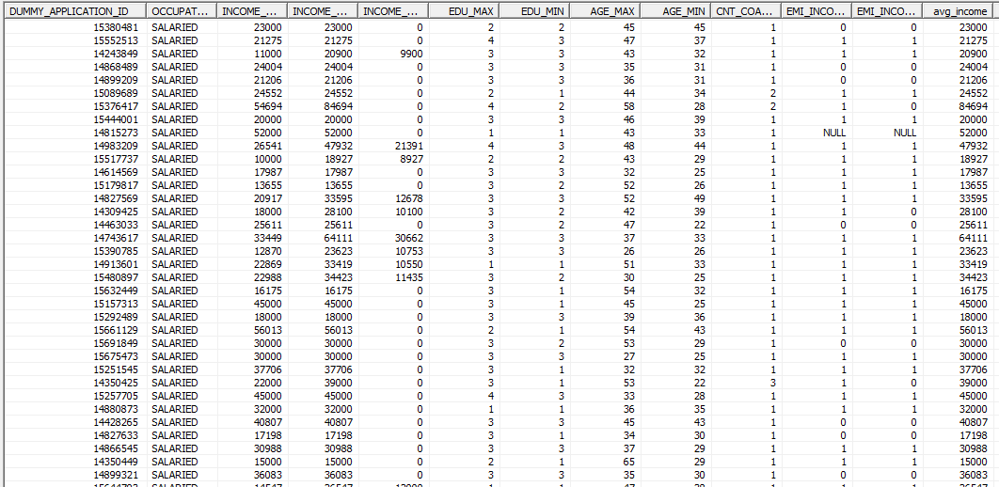 DUMMY_APPLICATION_ID OCCUPAT... INCOME_... INCOME_... INCOME_... EDU_MAX EDU_MIN AGE_MAX AGE_MIN CNT_COA... EMI_INCO... EMI_INCO... avg_income
15380481 SALARIED 23000 23000 0 2 2 45 45 1 0 0 23000
15552513 SALARIED 21275 21275 0 4 3 47 37 1 1 1 21275
14243849 SALARIED 11000 20900 9900 3 3 43 32 1 1 1 20900
14868489 SALARIED 24004 24004 0 3 3 35 31 1 0 0 24004
14899209 SALARIED 21206 21206 0 3 3 36 31 1 0 0 21206
15089689 SALARIED 24552 24552 0 2 1 44 34 2 1 1 24552
15376417 SALARIED 54694 84694 0 4 2 58 28 2 1 0 84694
15444001 SALARIED 20000 20000 0 3 3 46 39 1 1 1 20000
14815273 SALARIED 52000 52000 0 1 1 43 33 1 NULL NULL 52000
14983209 SALARIED 26541 47932 21391 4 3 48 44 1 1 1 47932
15517737 SALARIED 10000 18927 8927 2 2 43 29 1 1 1 18927
14614569 SALARIED 17987 17987 0 3 3 32 25 1 1 1 17987
15179817 SALARIED 13655 13655 0 3 2 52 26 1 1 1 13655
14827569 SALARIED 20917 33595 12678 3 3 52 49 1 1 1 33595
14309425 SALARIED 18000 28100 10100 3 2 42 39 1 1 0 28100
14463033 SALARIED 25611 25611 0 3 2 47 22 1 0 0 25611
14743617 SALARIED 33449 64111 30662 3 3 37 33 1 1 1 64111
15390785 SALARIED 12870 23623 10753 3 3 26 26 1 1 1 23623
14913601 SALARIED 22869 33419 10550 1 1 51 33 1 1 1 33419
15480897 SALARIED 22988 34423 11435 3 2 30 25 1 1 1 34423
15632449 SALARIED 16175 16175 0 3 1 54 32 1 1 1 16175
15157313 SALARIED 45000 45000 0 3 1 45 25 1 1 1 45000
15292489 SALARIED 18000 18000 0 3 3 39 36 1 1 1 18000
15661129 SALARIED 56013 56013 0 2 1 54 43 1 1 1 56013
15691849 SALARIED 30000 30000 0 3 2 53 29 1 0 0 30000
15675473 SALARIED 30000 30000 0 3 3 27 25 1 1 1 30000
15251545 SALARIED 37706 37706 0 3 1 32 32 1 1 1 37706
14350425 SALARIED 22000 39000 0 3 1 53 22 3 1 0 39000
15257705 SALARIED 45000 45000 0 4 3 33 28 1 1 1 45000
14880873 SALARIED 32000 32000 0 1 1 36 35 1 1 1 32000
14428265 SALARIED 40807 40807 0 3 3 45 43 1 0 0 40807
14827633 SALARIED 17198 17198 0 3 1 34 30 1 0 0 17198
14866545 SALARIED 30988 30988 0 3 3 37 29 1 1 1 30988
14350449 SALARIED 15000 15000 0 2 1 65 29 1 1 1 15000
14899321 SALARIED 36083 36083 0 3 3 35 30 1 0 0 36083